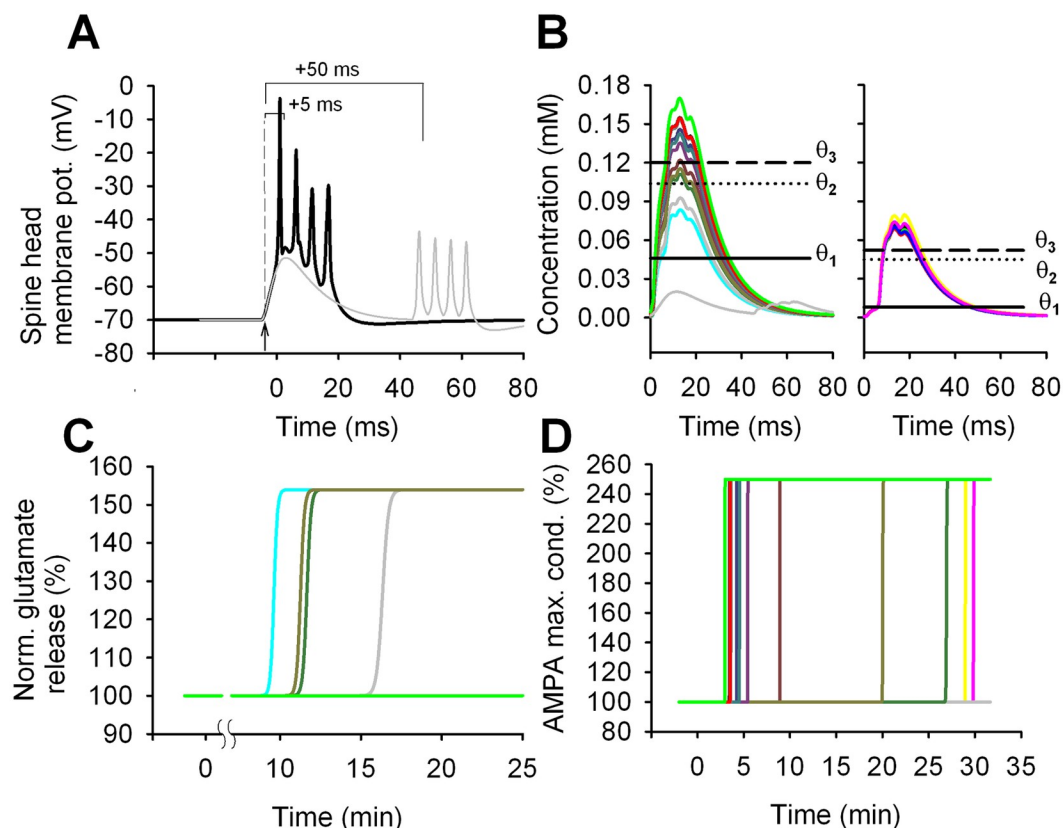 A
+50 ms
+5 ms
0
-10
-20
-30
-40
-50
-60
-70
-80
Spine head
membrane pot. (mV)
0 20 40 60 80
Time (ms)
B
Concentration (mM)
0.18
0.15
0.12
0.09
0.06
0.03
0.00
θ3
θ2
θ1
0 20 40 60 80
Time (ms)
θ3
θ2
θ1
0 20 40 60 80
Time (ms)
C
Norm. glutamate
release (%)
160
150
140
130
120
110
100
90
0 10 15 20 25
Time (min)
D
AMPA max. cond. (%)
260
240
220
200
180
160
140
120
100
80
0 5 10 15 20 25 30 35
Time (min)